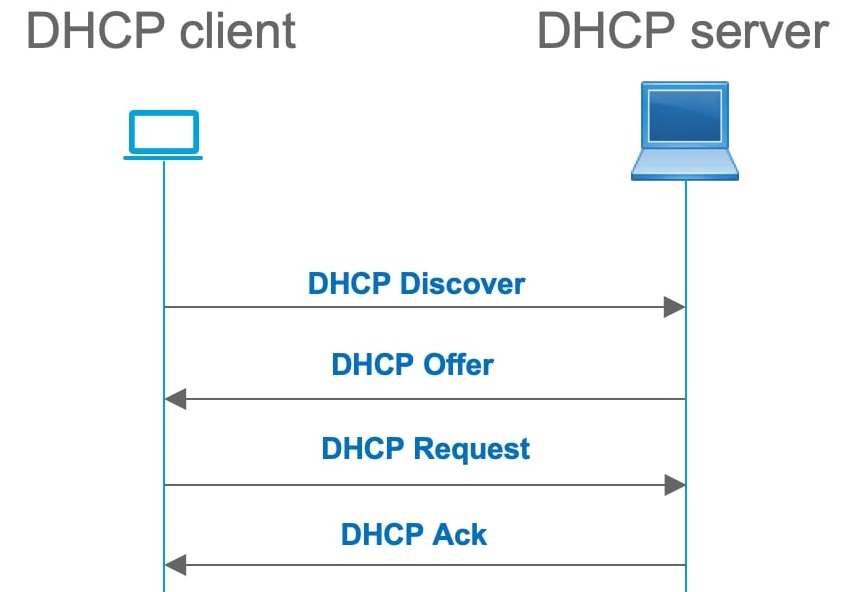 DHCP client
DHCP server
DHCP Discover
DHCP Offer
DHCP Request
DHCP Ack